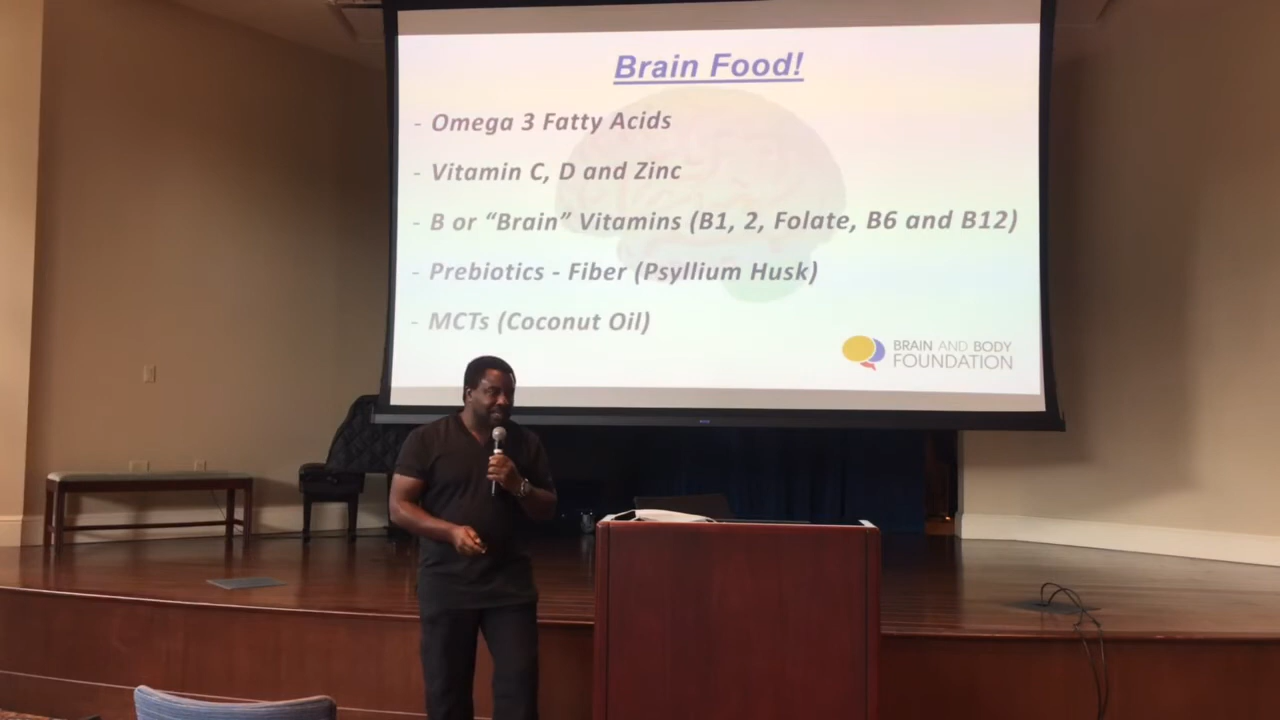 Brain Food!
- Omega 3 Fatty Acids
- Vitamin C, D and Zinc
- B or “Brain” Vitamins (B1, 2, Folate, B6 and B12)
- Prebiotics - Fiber (Psyllium Husk)
- MCTs (Coconut Oil)
BRAIN AND BODY
FOUNDATION